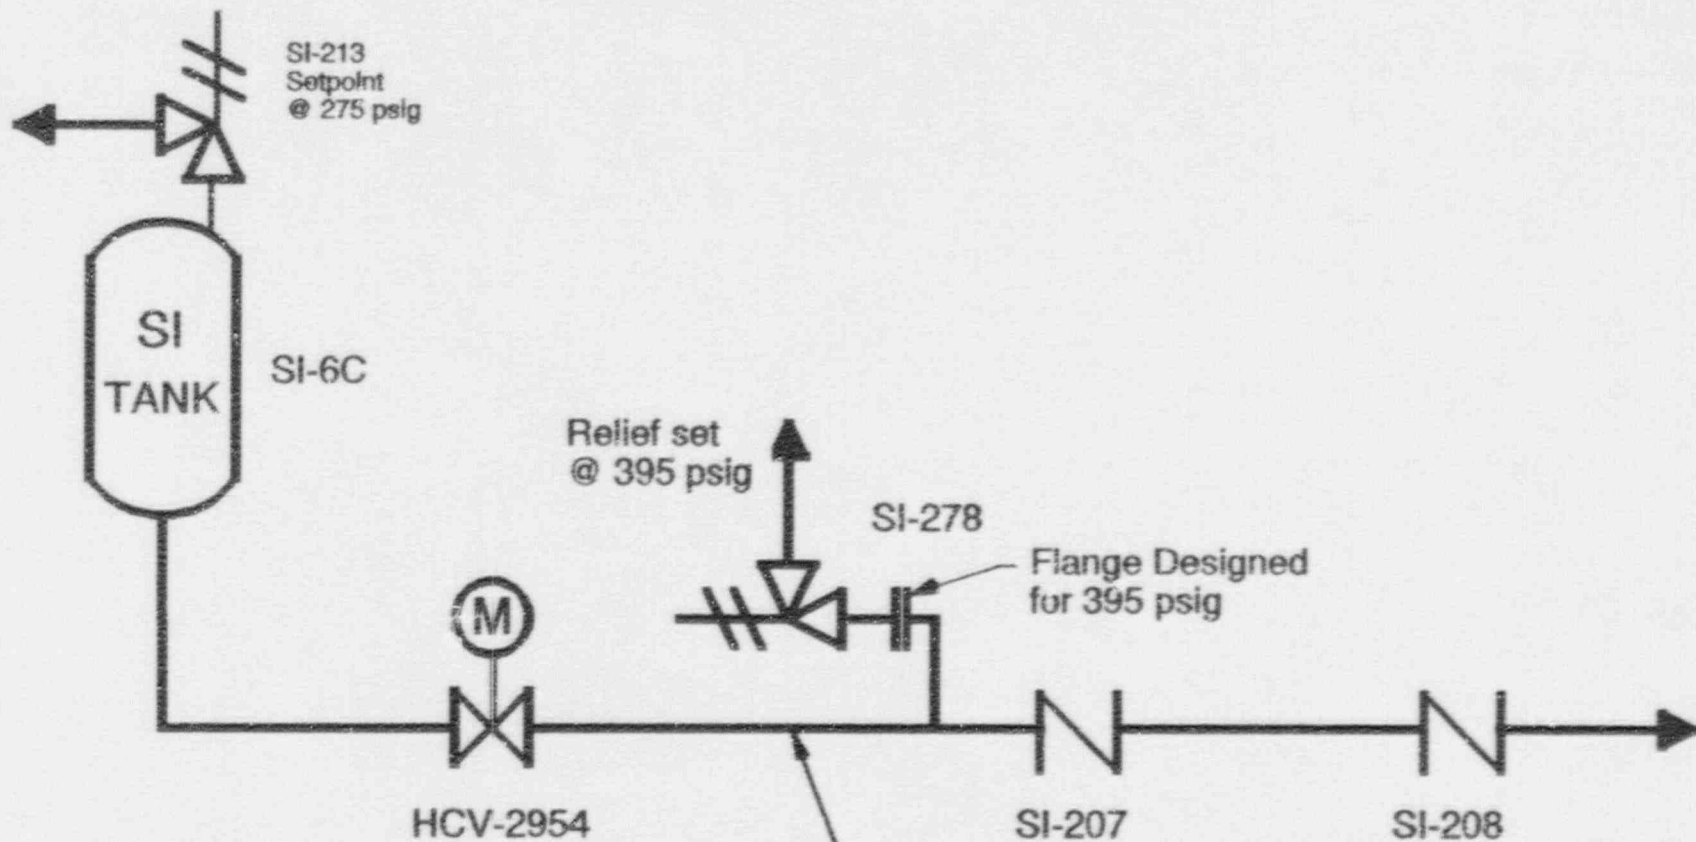 SI-213
Setpoint
@ 275 psig
SI
TANK
SI-6C
Relief set
@ 395 psig
SI-278
Flange Designed
for 395 psig
M
HCV-2954
SI-207
SI-208